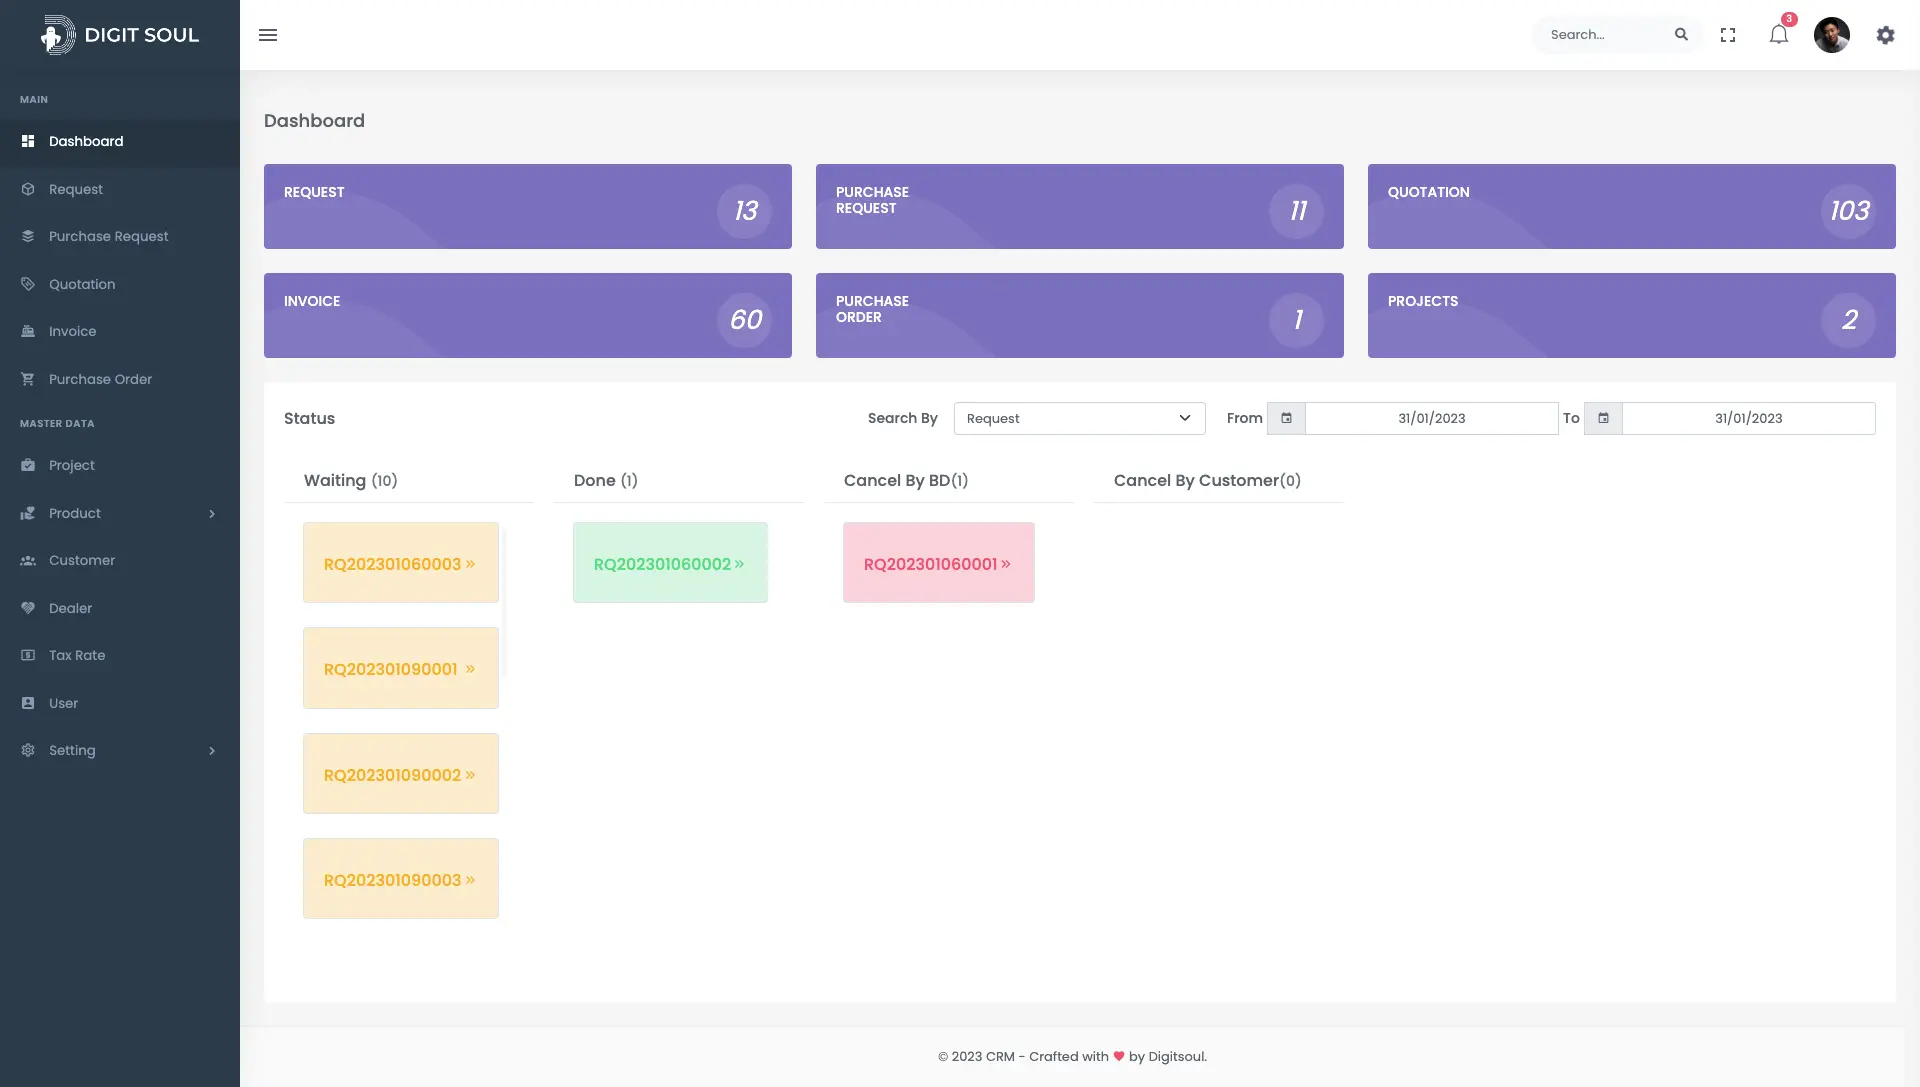 DIGIT SOUL
Search...
3
MAIN
Dashboard
Request
Purchase Request
Quotation
Invoice
Purchase Order
MASTER DATA
Project
Product
Customer
Dealer
Tax Rate
User
Setting
Dashboard
REQUEST
13
PURCHASE
REQUEST
11
QUOTATION
103
INVOICE
60
PURCHASE
ORDER
1
PROJECTS
2
Status
Search By
Request
From
31/01/2023
To
31/01/2023
Waiting (10)
Done (1)
Cancel By BD(1)
Cancel By Customer(0)
RQ202301060003 »
RQ202301060002 »
RQ202301060001 »
RQ202301090001 »
RQ202301090002 »
RQ202301090003 »
© 2023 CRM - Crafted with ❤ by Digitsoul.